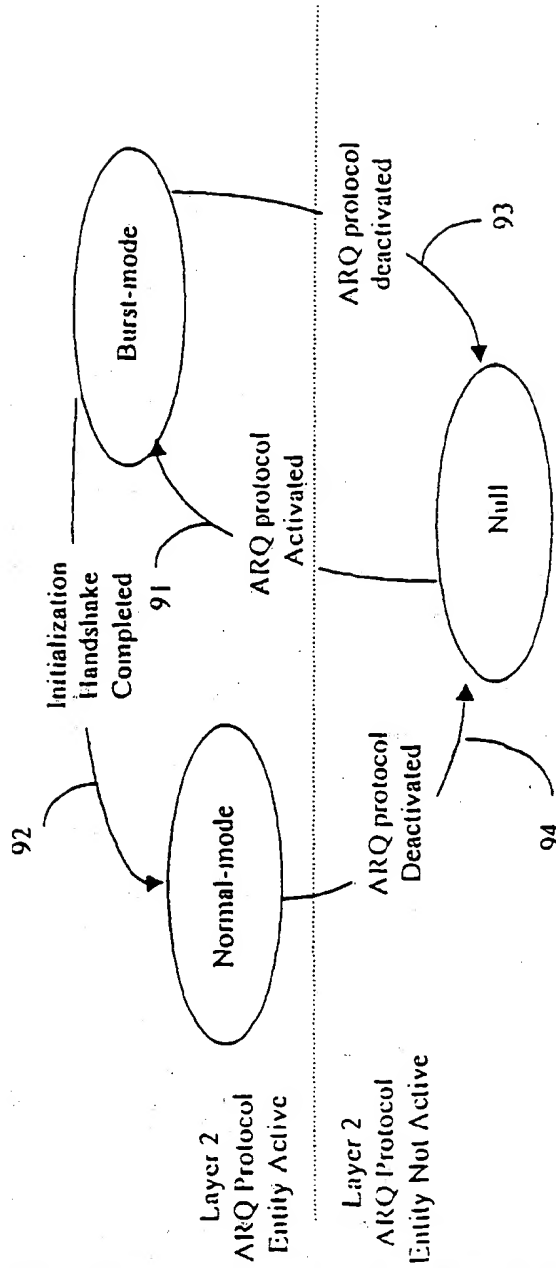 92
Initialization
Handshake
Completed
91
Burst-mode
Normal-mode
Layer 2
ARQ Protocol
Entity Active
ARQ protocol
Activated
Layer 2
ARQ Protocol
Entity Not Active
ARQ protocol
Deactivated
ARQ protocol
deactivated
93
Null
94